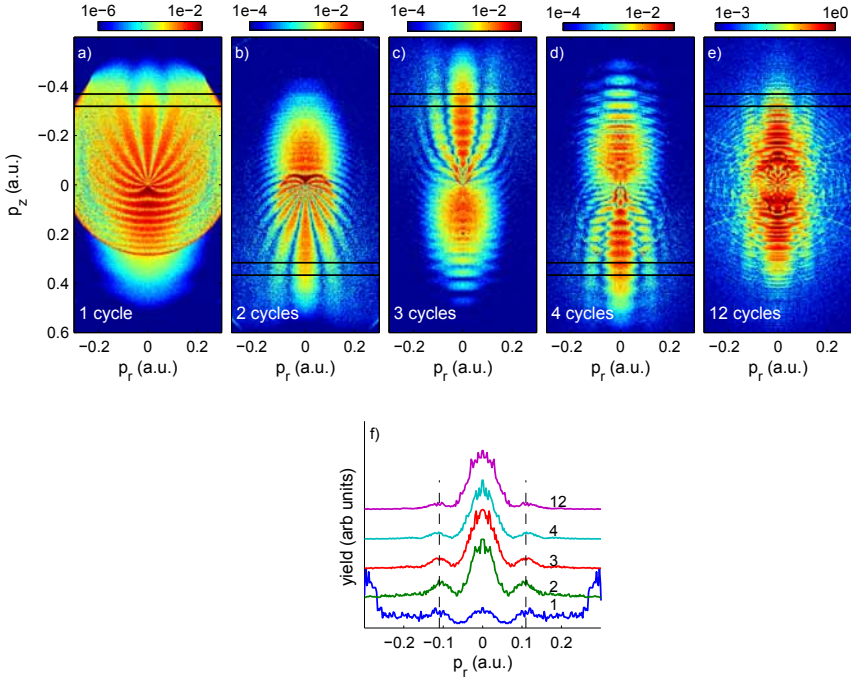 1e−6 1e−2 1e−4 1e−2 1e−4 1e−2 1e−4 1e−2 1e−3 1e0
a) b) c) d) e)
−0.4
−0.2
0
0.2
0.4
0.6
p_z (a.u.)
1 cycle 2 cycles 3 cycles 4 cycles 12 cycles
−0.2 0 0.2 −0.2 0 0.2 −0.2 0 0.2 −0.2 0 0.2 −0.2 0 0.2
p_r (a.u.) p_r (a.u.) p_r (a.u.) p_r (a.u.) p_r (a.u.)
f)
yield (arb units)
12
4
3
2
1
−0.2 −0.1 0 0.1 0.2
p_r (a.u.)